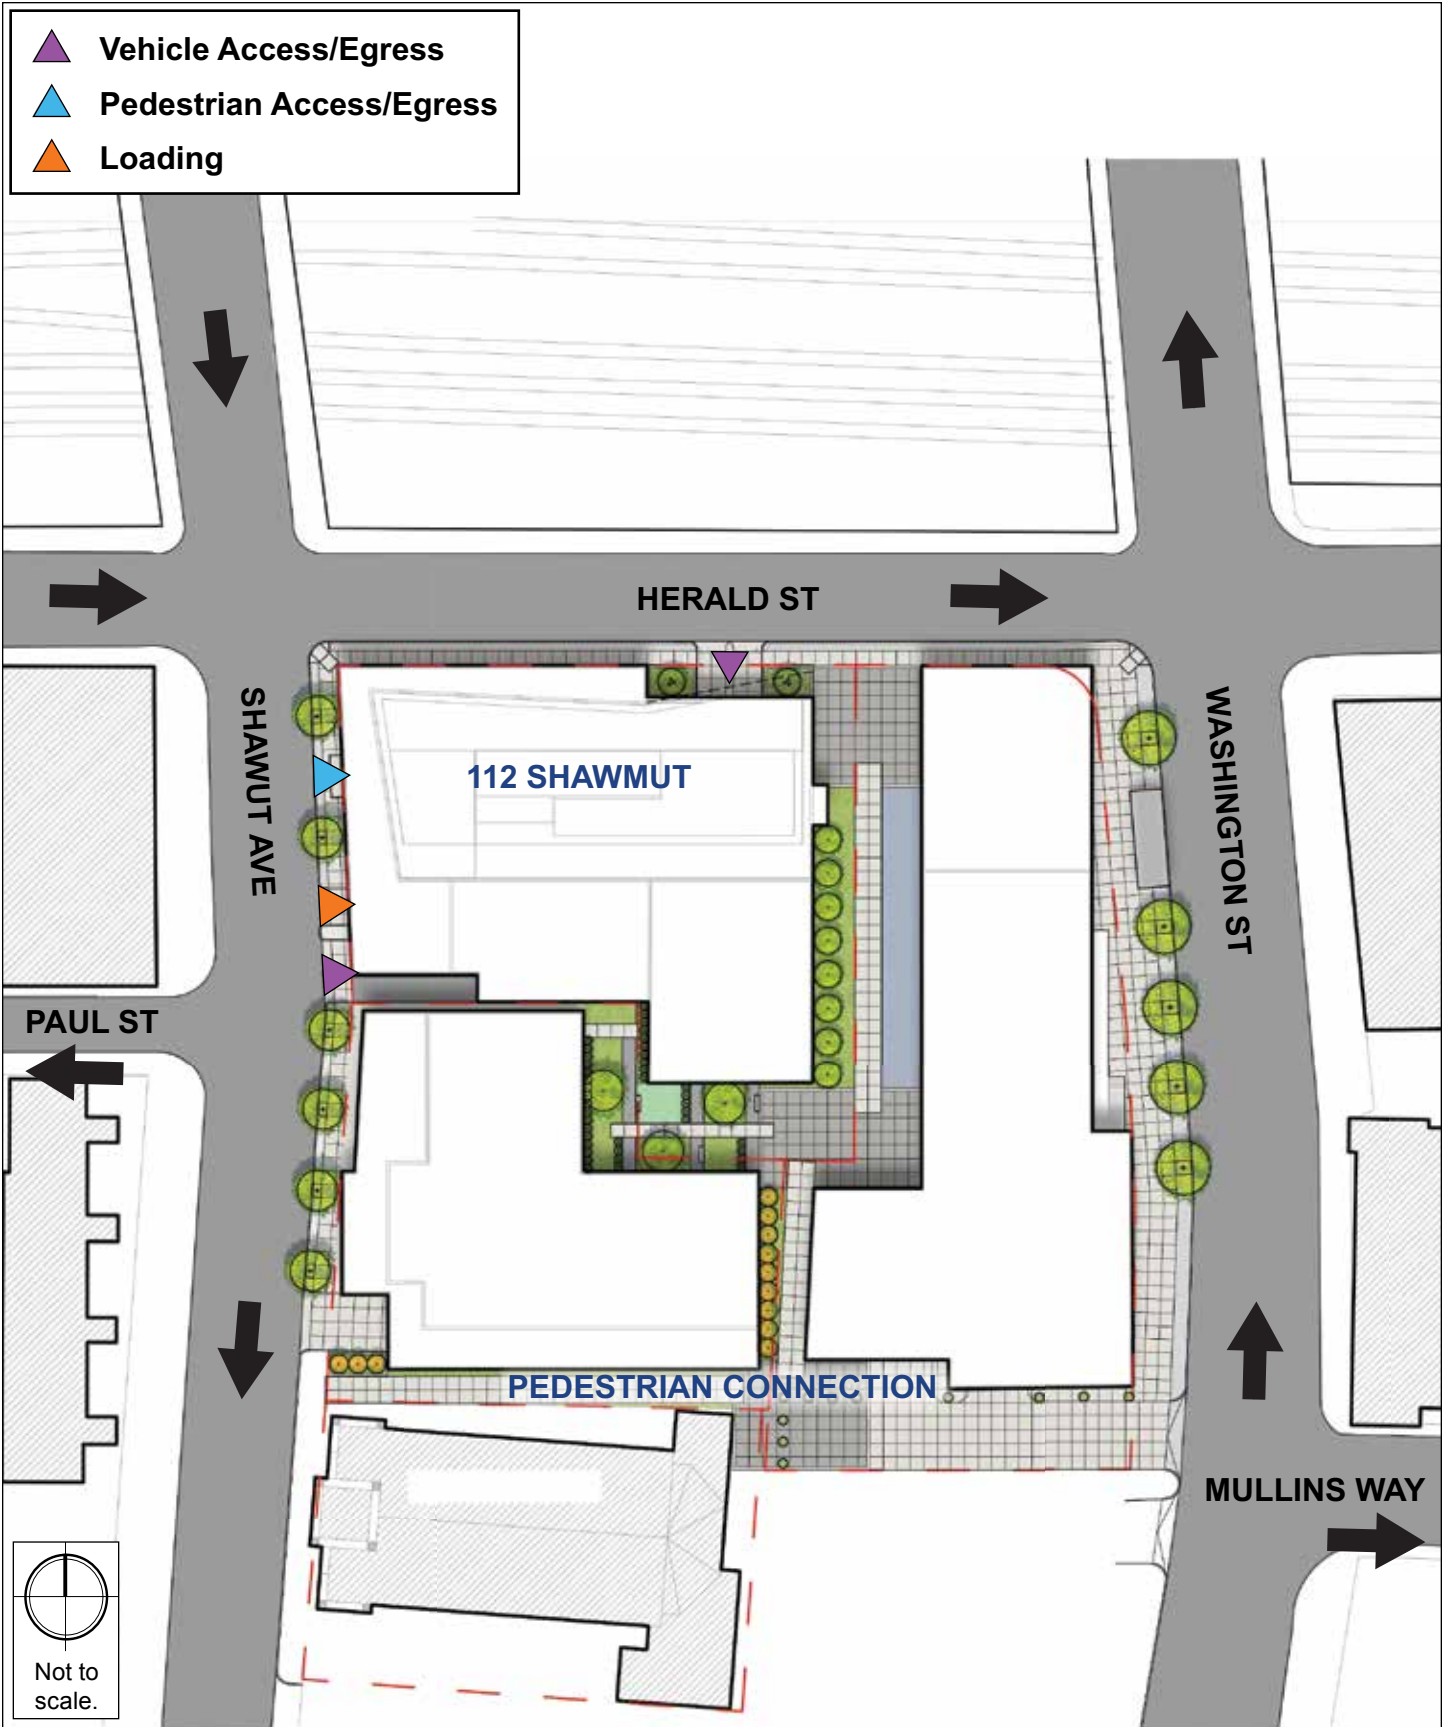 Vehicle Access/Egress
Pedestrian Access/Egress
Loading
HERALD ST
SHAWUT AVE
112 SHAWMUT
WASHINGTON ST
PAUL ST
PEDESTRIAN CONNECTION
MULLINS WAY
Not to
scale.